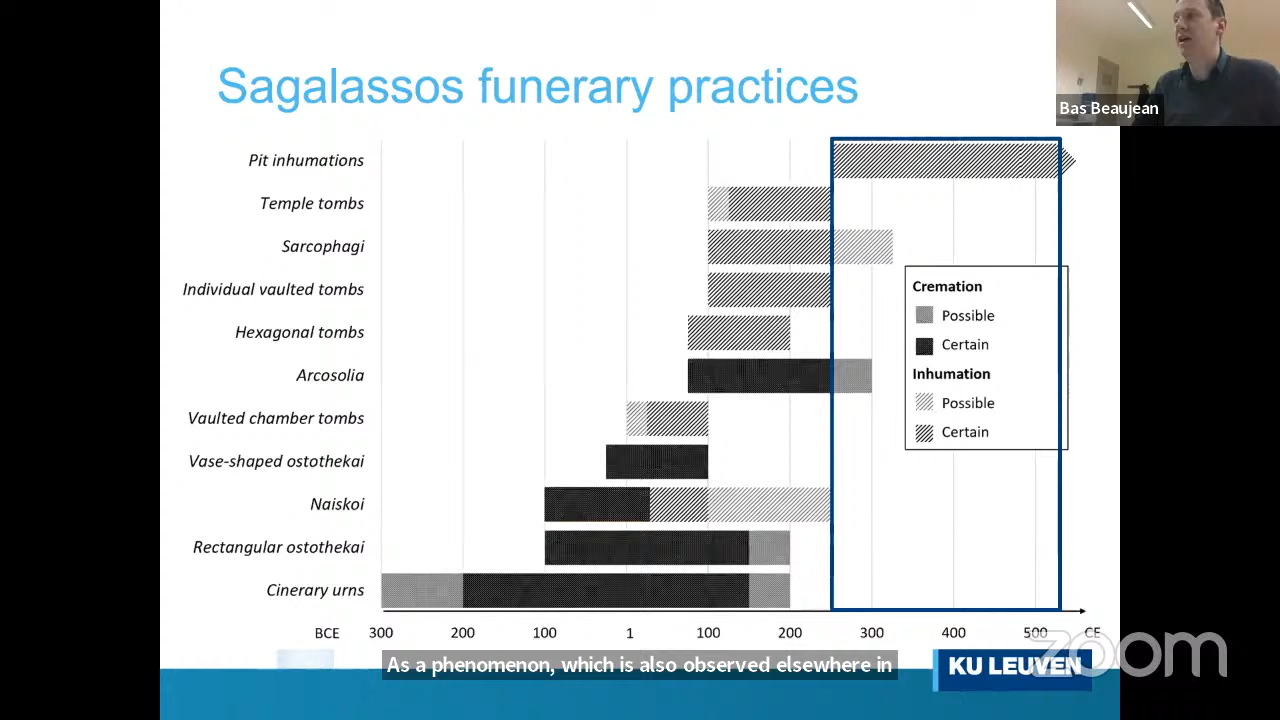 Sagalassos funerary practices
Bas Beaujean
Pit inhumations
Temple tombs
Sarcophagi
Individual vaulted tombs
Hexagonal tombs
Arcosolia
Vaulted chamber tombs
Vase-shaped ostothekai
Naiskoi
Rectangular ostothekai
Cinerary urns
Cremation
Possible
Certain
Inhumation
Possible
Certain
BCE 300 200 100 1 100 200 300 400 500 CE
As a phenomenon, which is also observed elsewhere in
KU LEUVEN
zoom